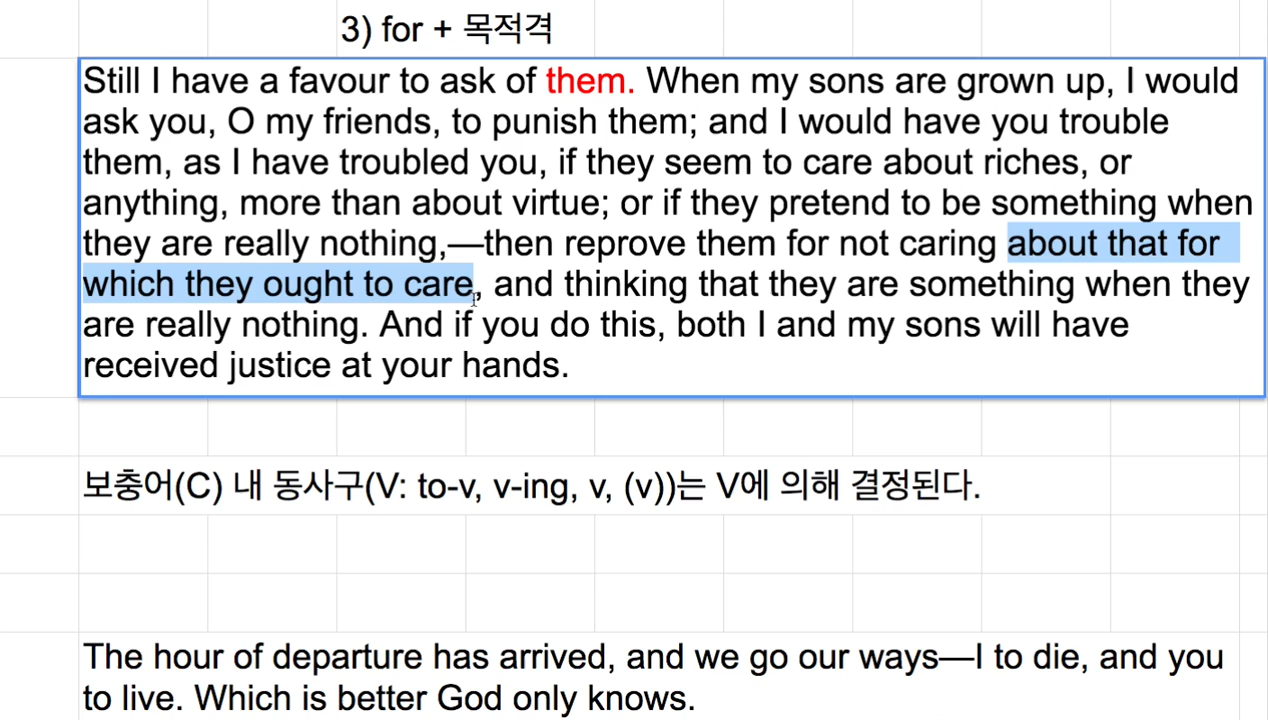 3) for + 목적격
Still I have a favour to ask of them. When my sons are grown up, I would
ask you, O my friends, to punish them; and I would have you trouble
them, as I have troubled you, if they seem to care about riches, or
anything, more than about virtue; or if they pretend to be something when
they are really nothing,—then reprove them for not caring about that for
which they ought to care, and thinking that they are something when they
are really nothing. And if you do this, both I and my sons will have
received justice at your hands.
보충어(C) 내 동사구(V: to-v, v-ing, v, (v))는 V에 의해 결정된다.
The hour of departure has arrived, and we go our ways—I to die, and you
to live. Which is better God only knows.